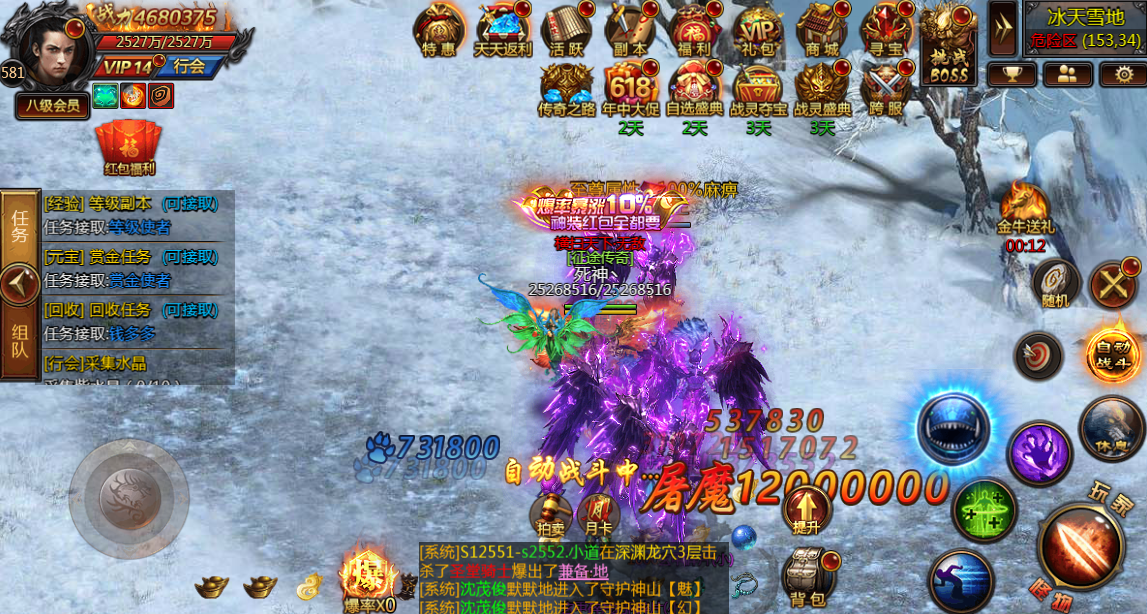 战力4680375
2527万/2527万
581
VIP 14
行会
八级会员
红包福利
特惠
天天返利
活跃
副本
福利
VIP
礼包
商城
寻宝
挑战
BOSS
冰天雪地
危险区(153,34)
传奇之路
618
年中大促
2天
自选盛典
2天
战灵夺宝
3天
战灵盛典
3天
跨服
任务
组队
[经验] 等级副本 (可接取)
任务接取:等级使者
[元宝] 赏金任务 (可接取)
任务接取:赏金使者
[回收] 回收任务 (可接取)
任务接取:钱多多
[行会]采集水晶
爆率暴涨10%
神装红包全都要
[征途传奇]
死神
25268516/25268516
金牛送礼
00:12
随机
自动
战斗
休息
537830
1517072
731800
731800
自动战斗中...
屠魔12000000
拍卖
月卡
提升
背包
玩家
怪物
爆
爆率X0
[系统]S12551-s2552.小道在深渊龙穴3层击
杀了圣堂骑士爆出了兼备·地
[系统]沈茂俊默默地进入了守护神山【魅】
[系统]沈茂俊默默地进入了守护神山【幻】